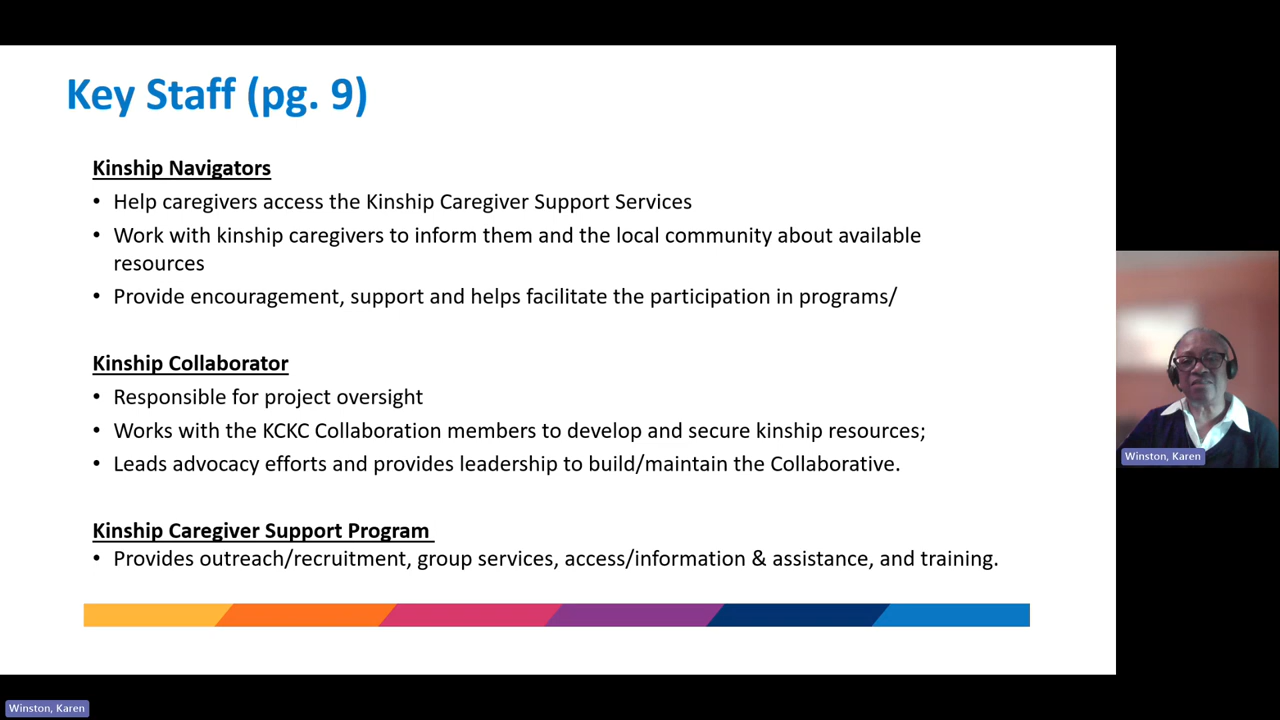 Key Staff (pg. 9)
Kinship Navigators
• Help caregivers access the Kinship Caregiver Support Services
• Work with kinship caregivers to inform them and the local community about available
resources
• Provide encouragement, support and helps facilitate the participation in programs/
Kinship Collaborator
• Responsible for project oversight
• Works with the KCKC Collaboration members to develop and secure kinship resources;
• Leads advocacy efforts and provides leadership to build/maintain the Collaborative.
Kinship Caregiver Support Program
• Provides outreach/recruitment, group services, access/information & assistance, and training.
Winston, Karen
Winston, Karen